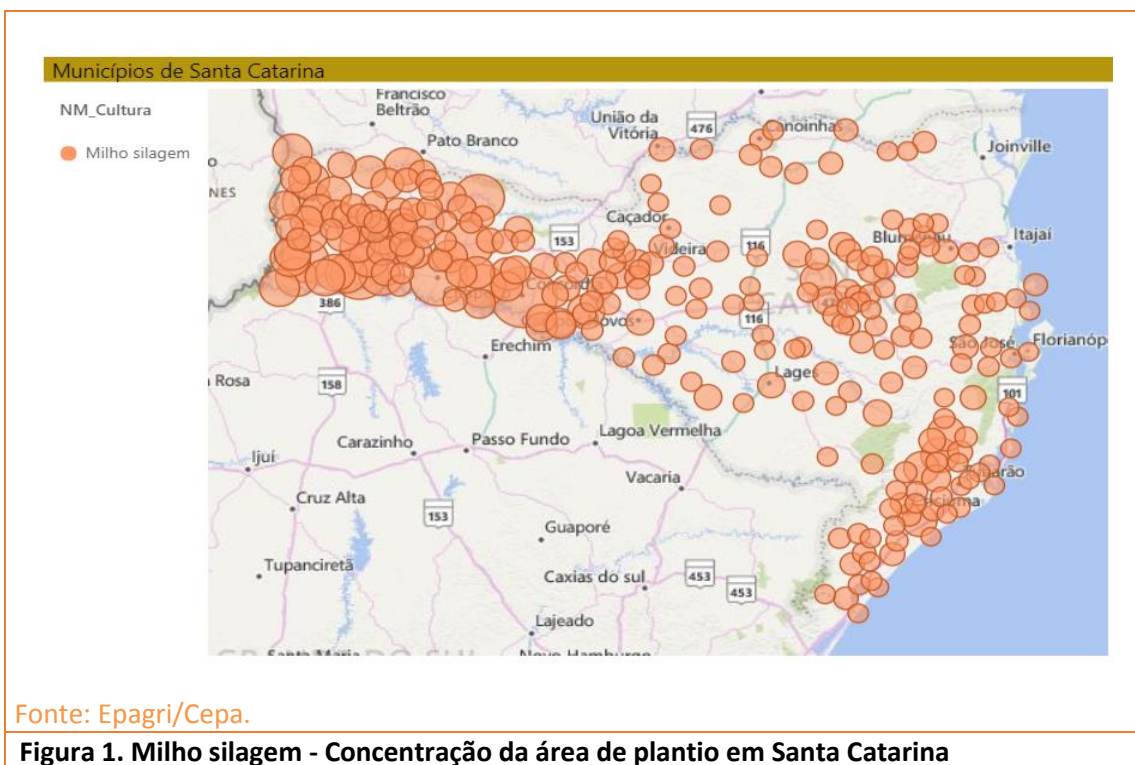 Municípios de Santa Catarina
NM_Cultura
Milho silagem
Francisco
Beltrão
União da
Vitória
476
Pato Branco
Joinville
NES
Caçador
153
116
Itajaí
386
116
Erechim
Florianóp
Rosa
158
Lages
101
Lagoa Vermelha
Carazinho
Passo Fundo
Ijuí
Vacaria
Cruz Alta
153
Guaporé
Tupanciretã
Caxias do sul
453
453
Lajeado
Fonte: Epagri/Cepa.
Figura 1. Milho silagem - Concentração da área de plantio em Santa Catarina